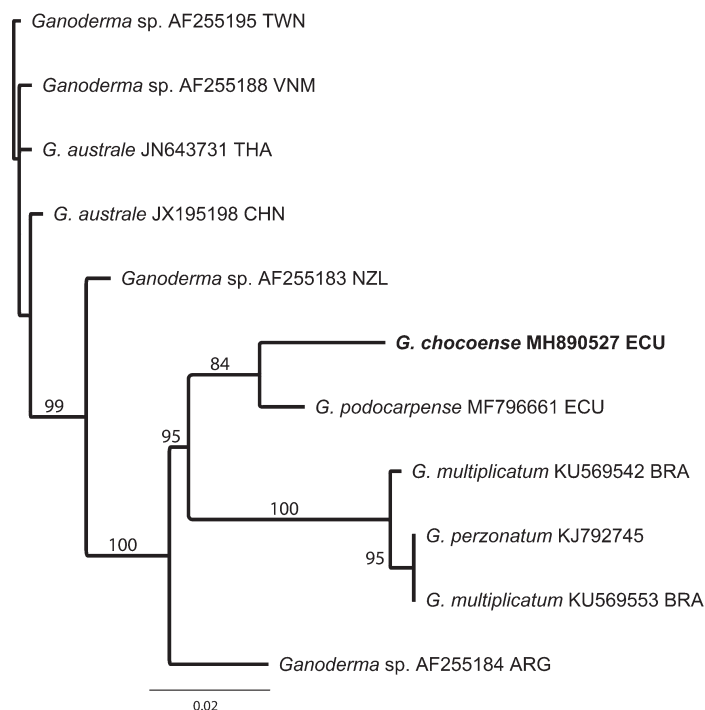 Ganoderma sp. AF255195 TWN
Ganoderma sp. AF255188 VNM
G. australe JN643731 THA
G. australe JX195198 CHN
Ganoderma sp. AF255183 NZL
G. chocoense MH890527 ECU
84
99
G. podocarpense MF796661 ECU
95
G. multiplicatum KU569542 BRA
100
G. perzonatum KJ792745
100
95
G. multiplicatum KU569553 BRA
Ganoderma sp. AF255184 ARG
0.02